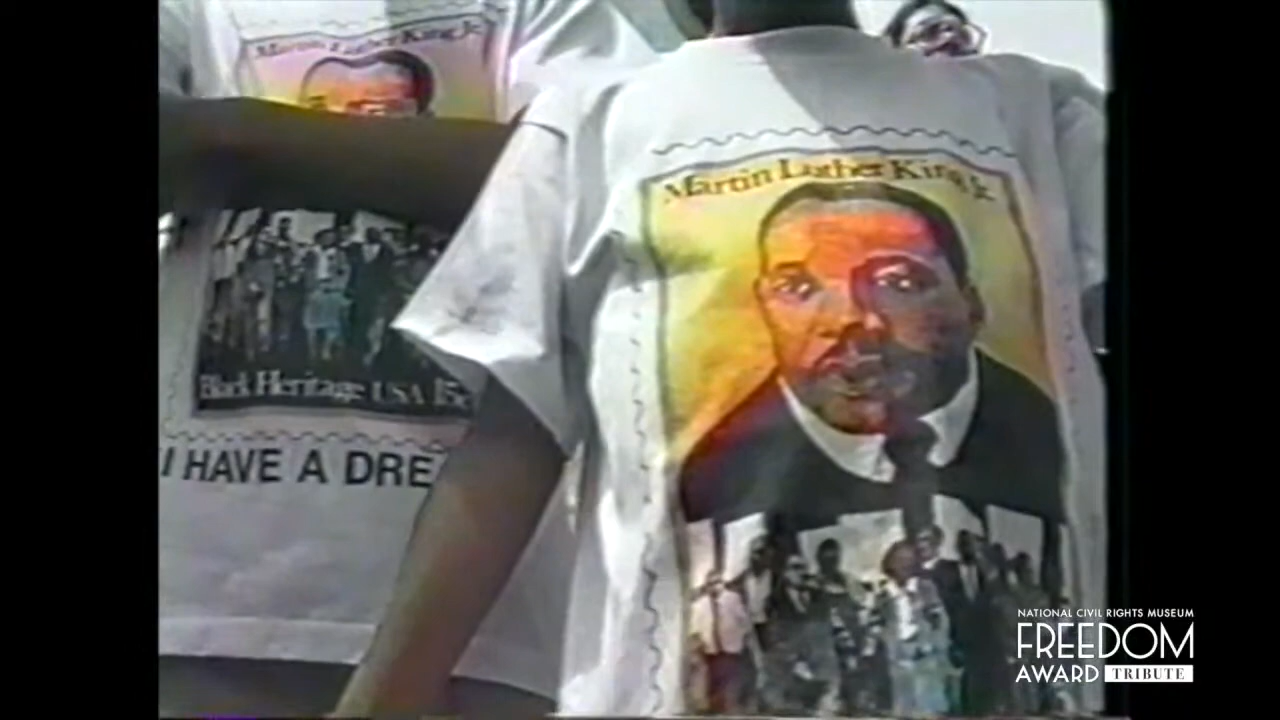 Martin Luther King Jr.
Martin Luther King Jr.
Black Heritage USA 15c
I HAVE A DRE
NATIONAL CIVIL RIGHTS MUSEUM
FREEDOM
AWARD TRIBUTE